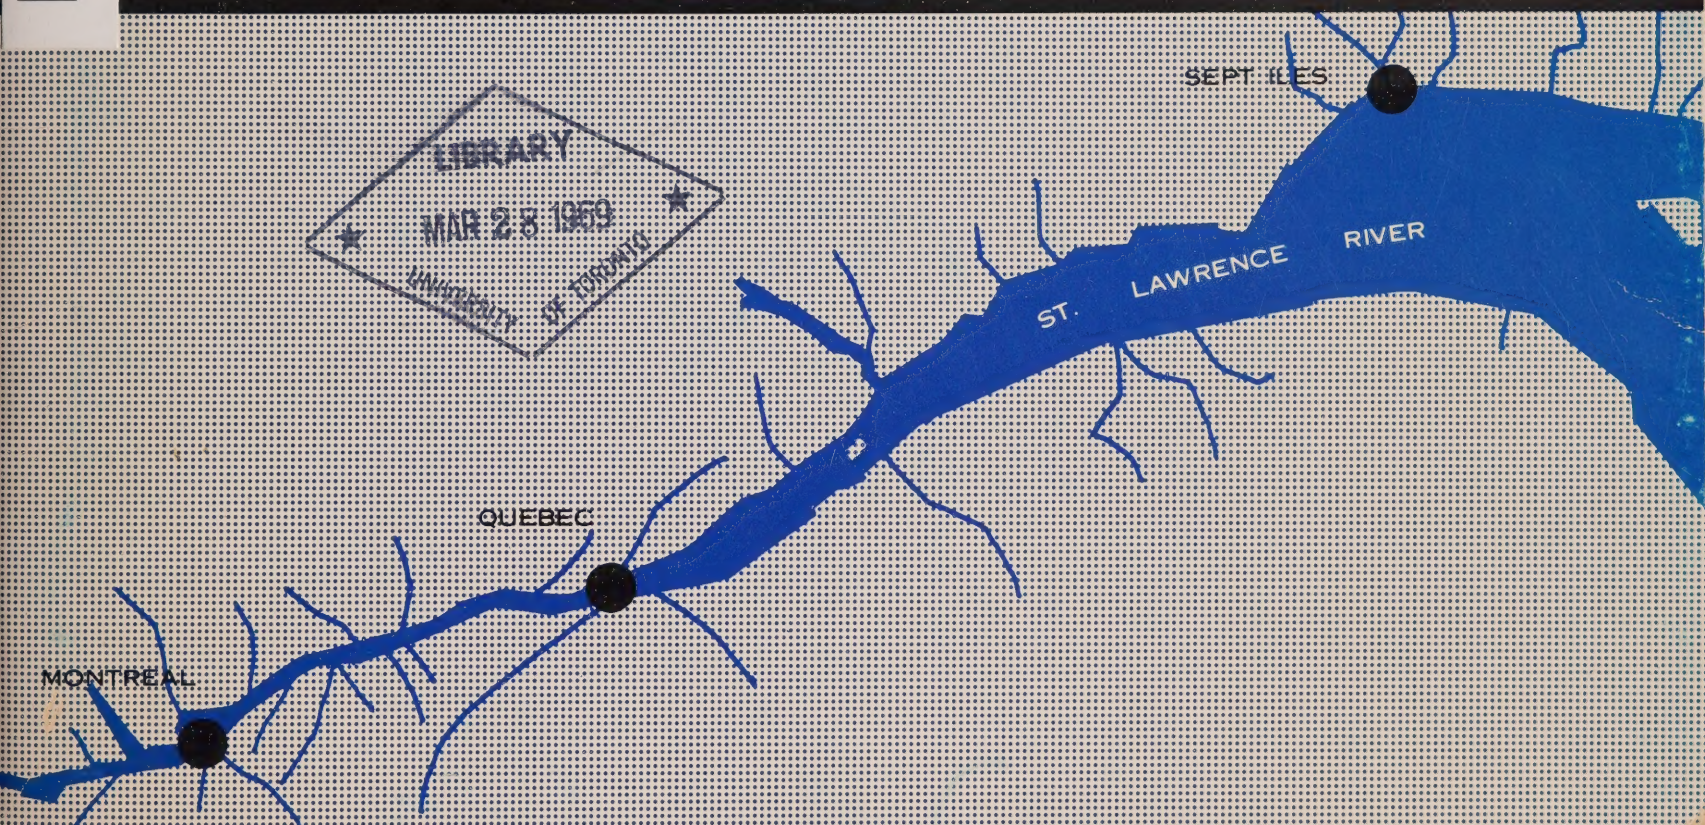 SEPT ILES
LIBRARY
MAR 28 1969
UNIVERSITY OF TORONTO
ST. LAWRENCE RIVER
QUEBEC
MONTREAL